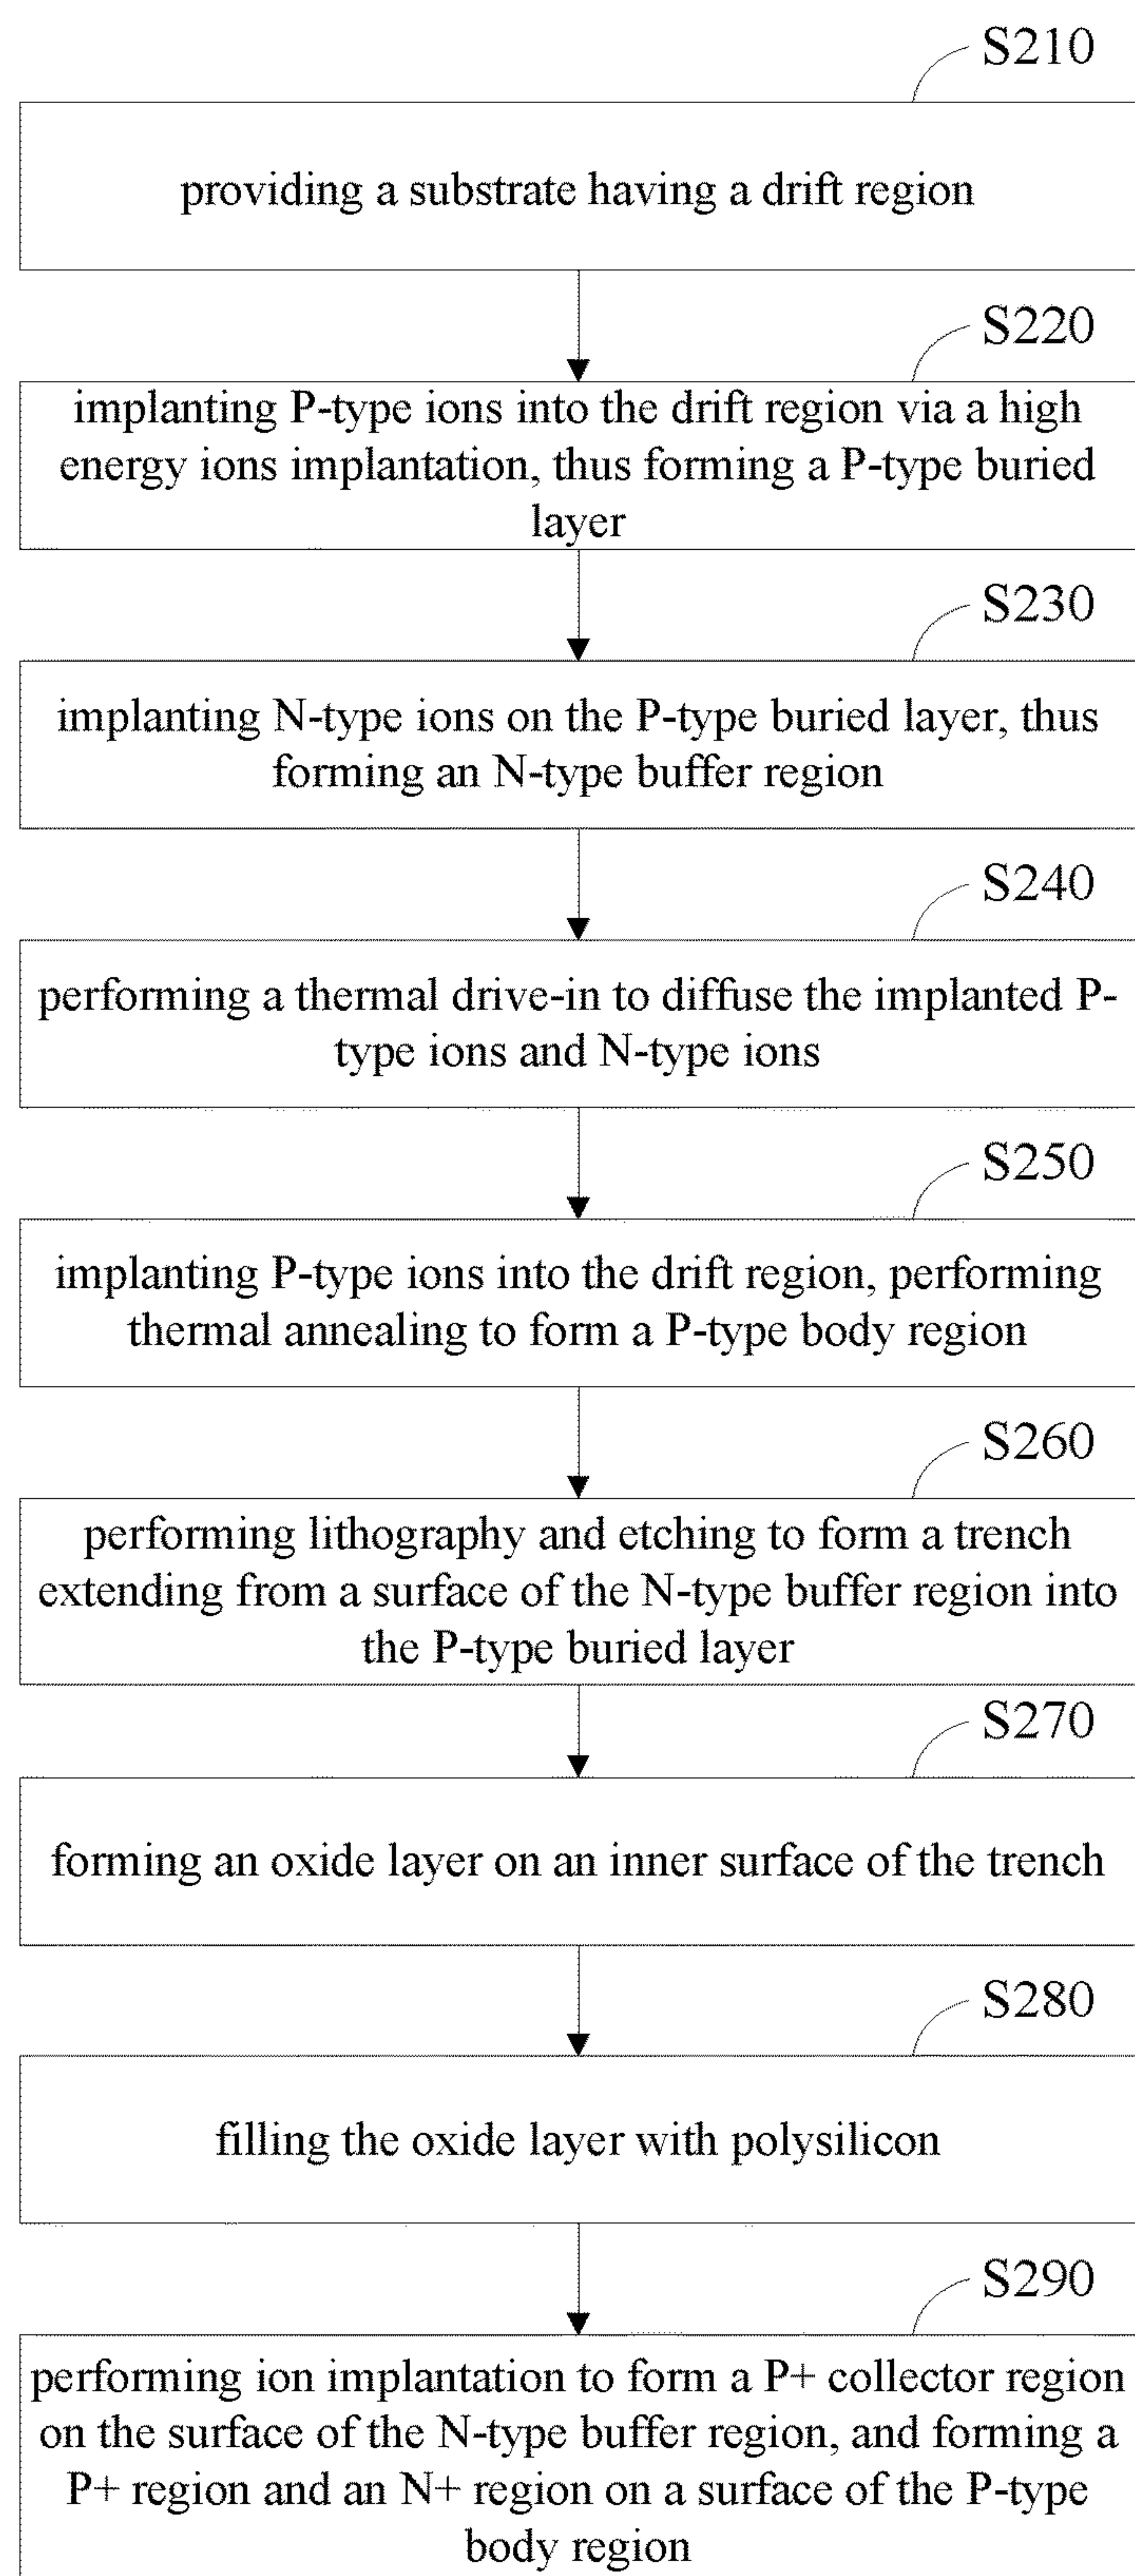 S210
providing a substrate having a drift region
S220
implanting P-type ions into the drift region via a high
energy ions implantation, thus forming a P-type buried
layer
S230
implanting N-type ions on the P-type buried layer, thus
forming an N-type buffer region
S240
performing a thermal drive-in to diffuse the implanted P-
type ions and N-type ions
S250
implanting P-type ions into the drift region, performing
thermal annealing to form a P-type body region
S260
performing lithography and etching to form a trench
extending from a surface of the N-type buffer region into
the P-type buried layer
S270
forming an oxide layer on an inner surface of the trench
S280
filling the oxide layer with polysilicon
S290
performing ion implantation to form a P+ collector region
on the surface of the N-type buffer region, and forming a
P+ region and an N+ region on a surface of the P-type
body region